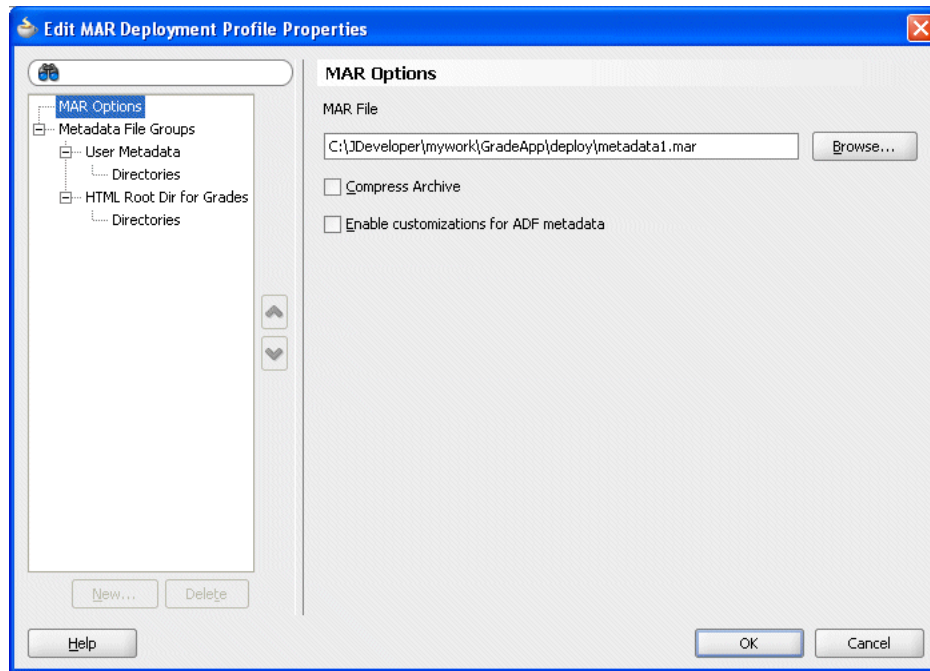 Edit MAR Deployment Profile Properties
MAR Options
Metadata File Groups
User Metadata
Directories
HTML Root Dir for Grades
Directories
New...
Delete
MAR Options
MAR File
C:\JDeveloper\mywork\GradeApp\deploy\metadata1.mar
Browse...
Compress Archive
Enable customizations for ADF metadata
Help
OK
Cancel